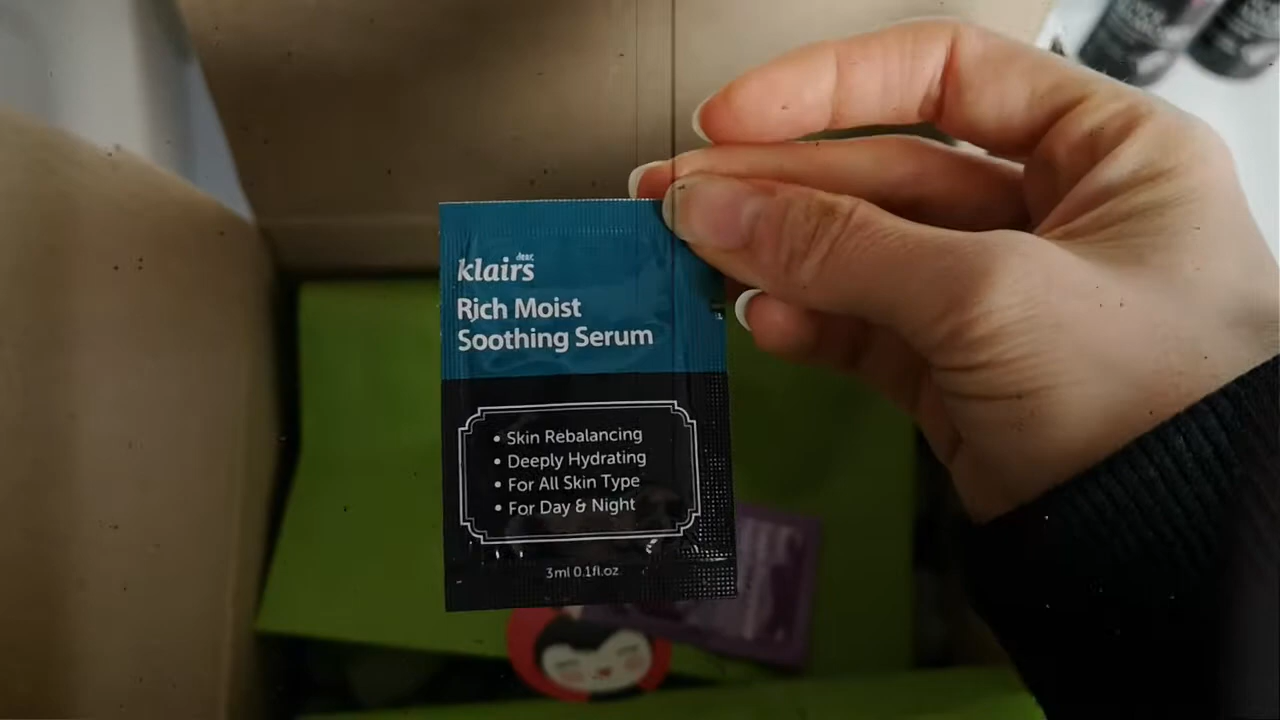 dear,
klairs
Rich Moist
Soothing Serum
• Skin Rebalancing
• Deeply Hydrating
• For All Skin Type
• For Day & Night
3ml 0.1fl.oz